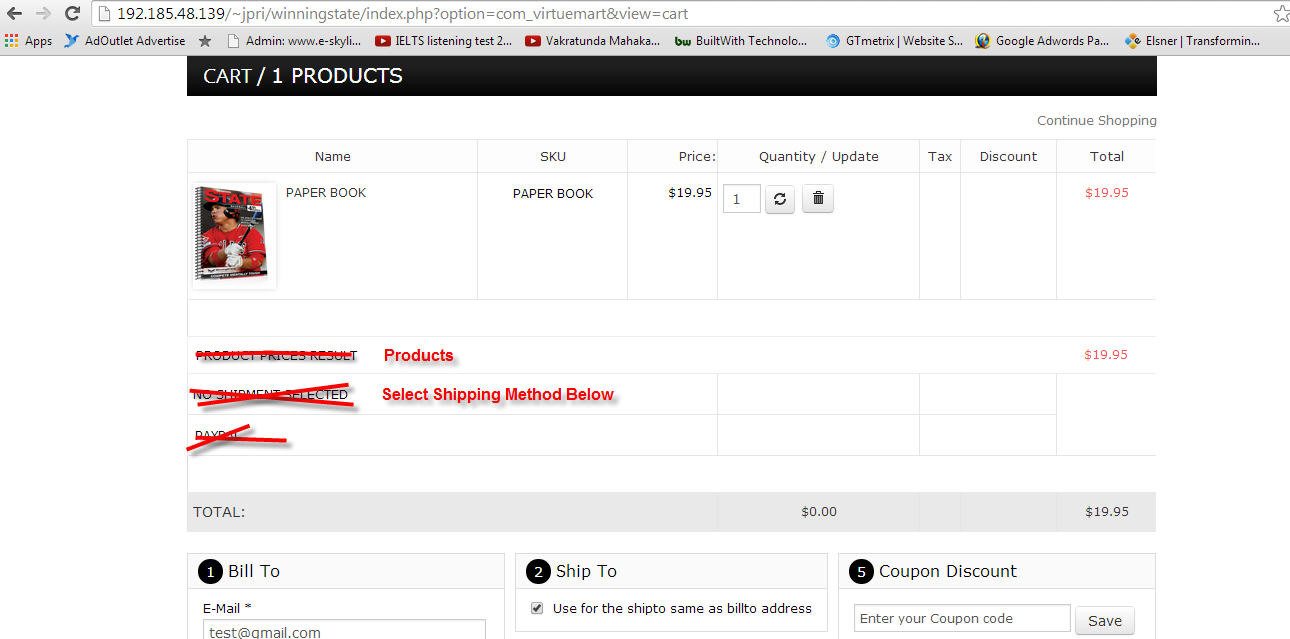 192.185.48.139/~jpri/winningstate/index.php?option=com_virtuemart&view=cart
Apps AdOutlet Advertise Admin: www.e-skyli... IELTS listening test 2... Vakratunda Mahaka... bw BuiltWith Technolo... GTmetrix | Website S... Google Adwords Pa... Elsner | Transformin...
CART / 1 PRODUCTS
Continue Shopping
Name SKU Price: Quantity / Update Tax Discount Total
STATE
COMPETE MENTALLY TOUGH
PAPER BOOK PAPER BOOK $19.95 1 $19.95
PRODUCT PRICES RESULT Products $19.95
NO SHIPMENT SELECTED Select Shipping Method Below
PAYPAL
TOTAL: $0.00 $19.95
1 Bill To 2 Ship To 5 Coupon Discount
E-Mail * Use for the shipto same as billto address
test@gmail.com Enter your Coupon code Save